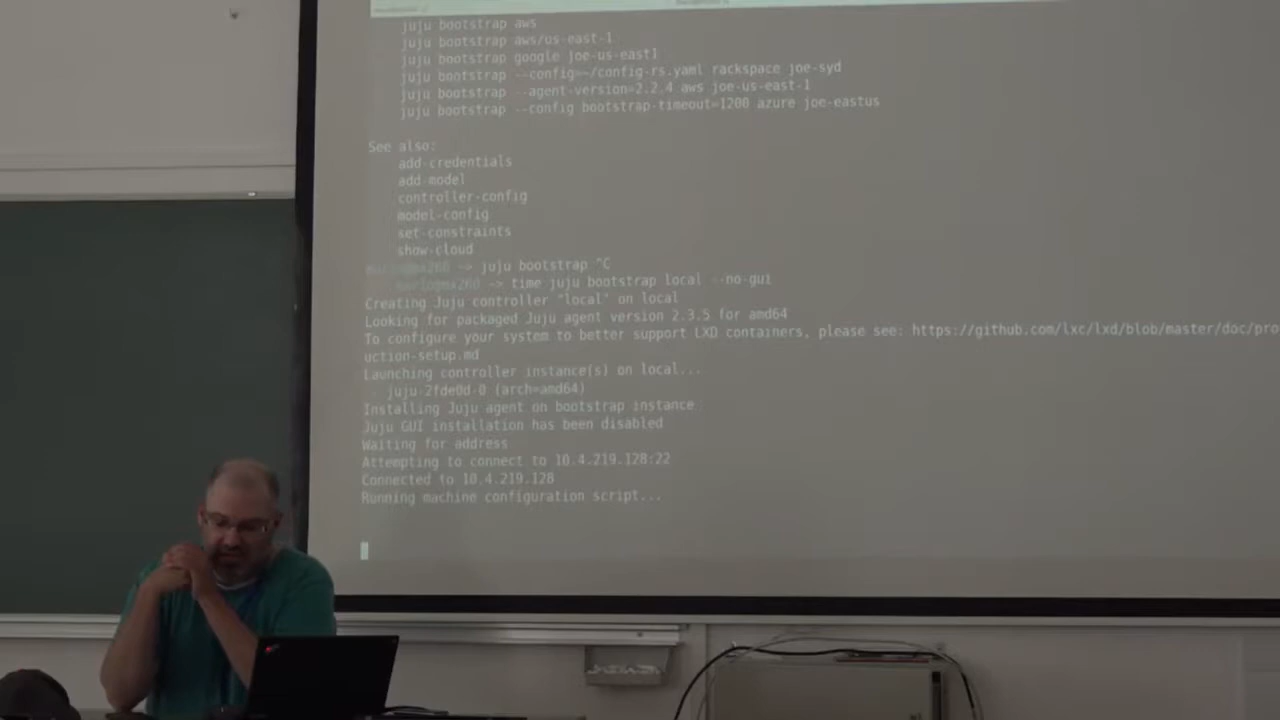 juju bootstrap aws
juju bootstrap aws/us-east-1
juju bootstrap google joe-us-east1
juju bootstrap --config=~/config-rs.yaml rackspace joe-syd
juju bootstrap --agent-version=2.2.4 aws joe-us-east-1
juju bootstrap --config bootstrap-timeout=1200 azure joe-eastus
See also:
add-credentials
add-model
controller-config
model-config
set-constraints
show-cloud
~> juju bootstrap ^C
~> time juju bootstrap local --no-gui
Creating Juju controller "local" on local
Looking for packaged Juju agent version 2.3.5 for amd64
To configure your system to better support LXD containers, please see: https://github.com/lxc/lxd/blob/master/doc/pro
uction-setup.md
Launching controller instance(s) on local...
- juju-2fde0d-0 (arch=amd64)
Installing Juju agent on bootstrap instance
Juju GUI installation has been disabled
Waiting for address
Attempting to connect to 10.4.219.128:22
Connected to 10.4.219.128
Running machine configuration script...